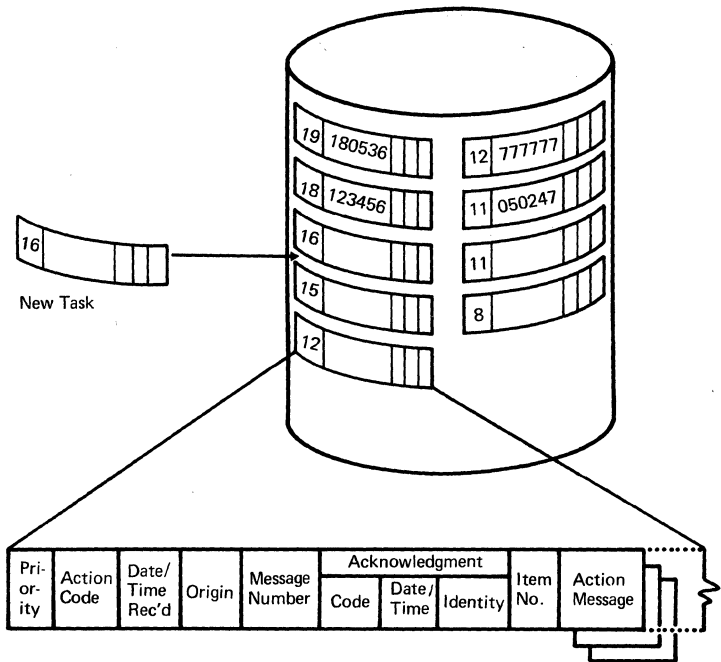 19 180536
18 123456
16
15
12
12 777777
11 050247
11
8
16
New Task
Pri-
or-
ity
Action
Code
Date/
Time
Rec'd
Origin
Message
Number
Acknowledgment
Code
Date/
Time
Identity
Item
No.
Action
Message